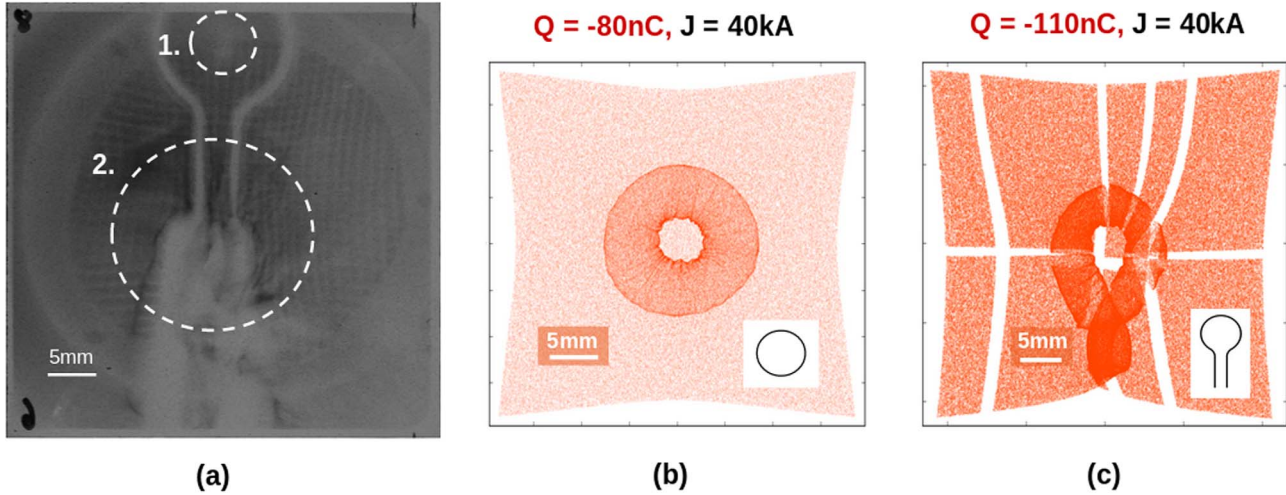 1.
2.
5mm
(a)
Q = -80nC, J = 40kA
5mm
(b)
Q = -110nC, J = 40kA
5mm
(c)